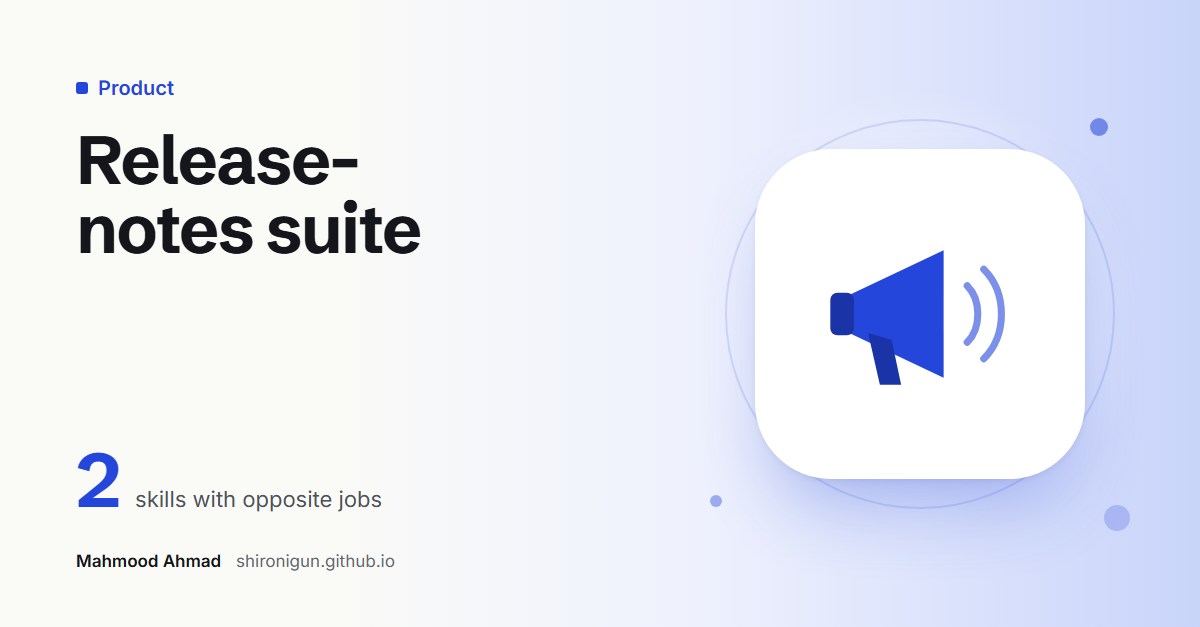 Product
Release-
notes suite
2 skills with opposite jobs
Mahmood Ahmad shironigun.github.io